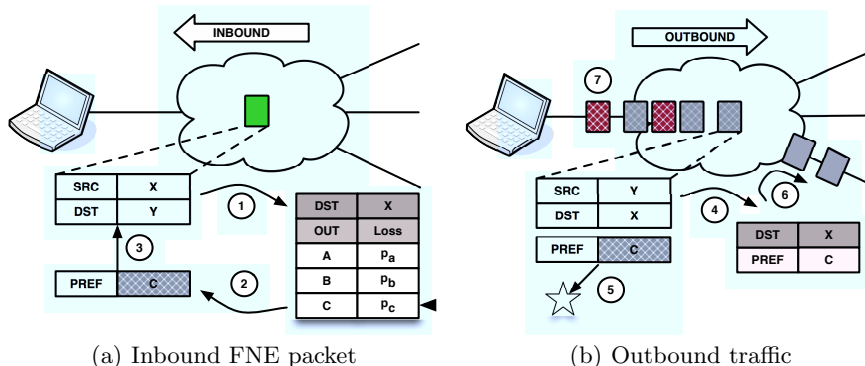 INBOUND
SRC X
DST Y
1
DST X
OUT Loss
A pa
B pb
C pc
3
PREF C
2
(a) Inbound FNE packet
OUTBOUND
7
SRC Y
DST X
4
6
PREF C
5
DST X
PREF C
(b) Outbound traffic